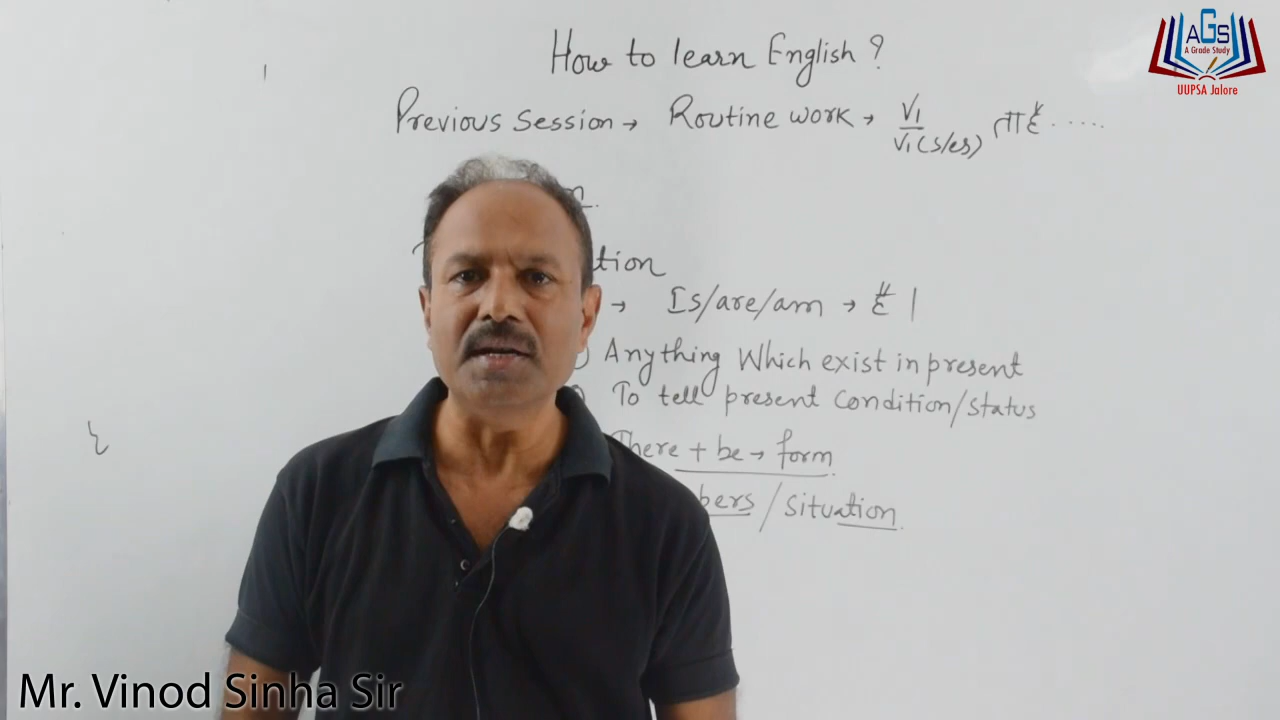 How to learn English ?
AGS
A Grade Study
UUPSA Jalore
Previous Session → Routine work → V1
V1(s/es) ता है .....
tion
→ Is/are/am → है |
Anything Which exist in present
To tell present Condition/Status
There + be → form
bers / Situation.
Mr. Vinod Sinha Sir